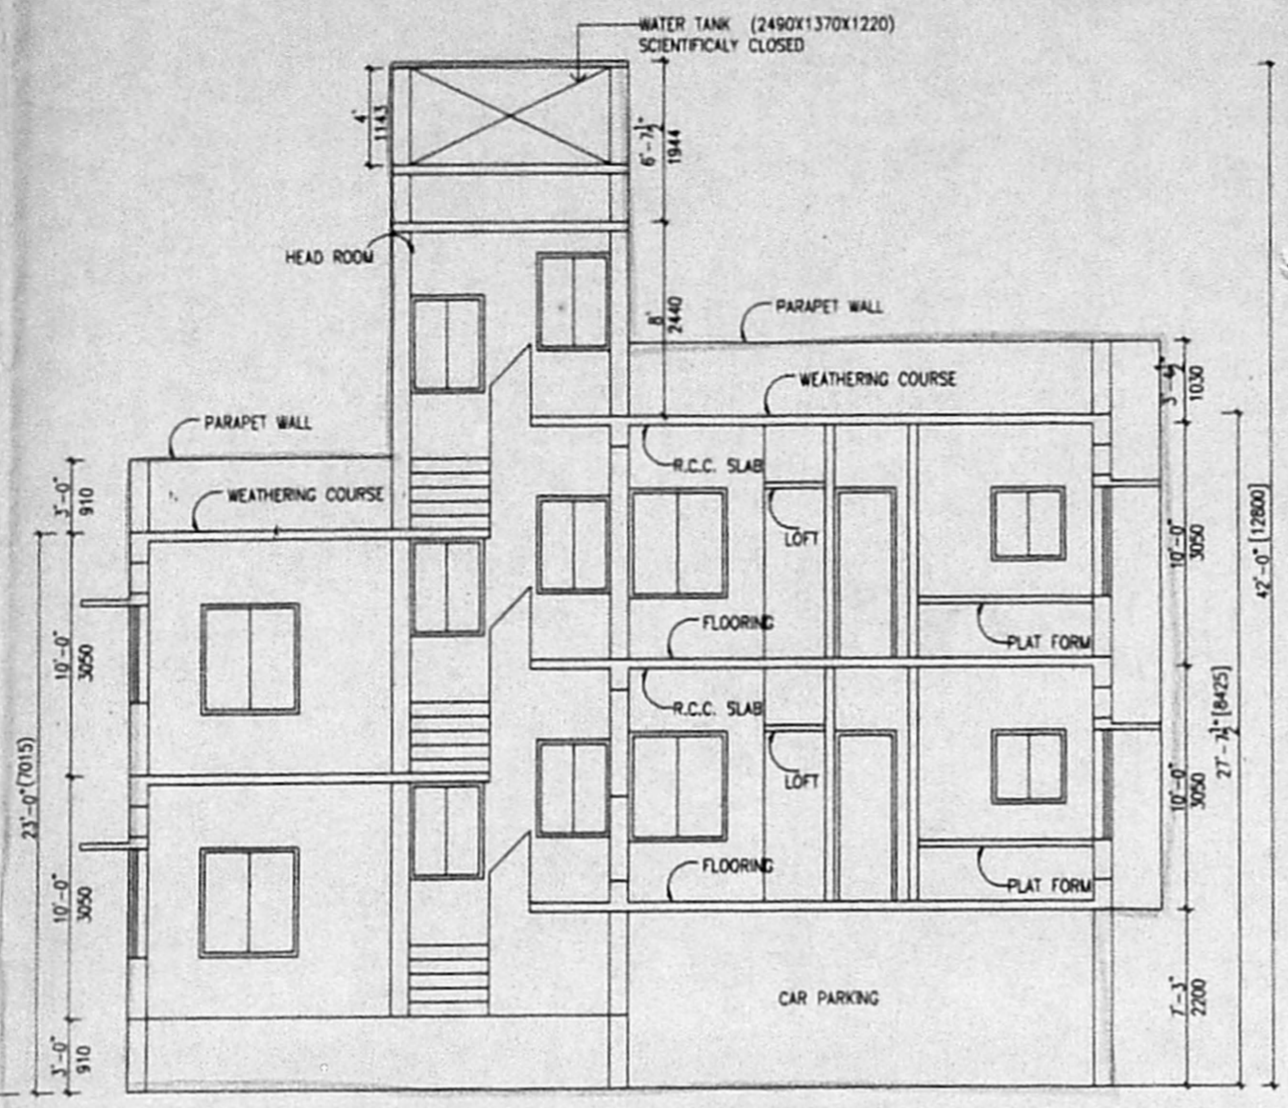 WATER TANK (2490X1370X1220)
SCIENTIFICALY CLOSED
4'
1143
6'-7½"
1944
HEAD ROOM
8'
2440
PARAPET WALL
WEATHERING COURSE
1030
PARAPET WALL
WEATHERING COURSE
3'-0"
910
R.C.C. SLAB
LOFT
10'-0"
3050
42'-0" [12800]
FLOORING
PLAT FORM
10'-0"
3050
R.C.C. SLAB
LOFT
10'-0"
3050
27'-7½" [8425]
23'-0" (7015)
FLOORING
PLAT FORM
10'-0"
3050
CAR PARKING
7'-3"
2200
3'-0"
910